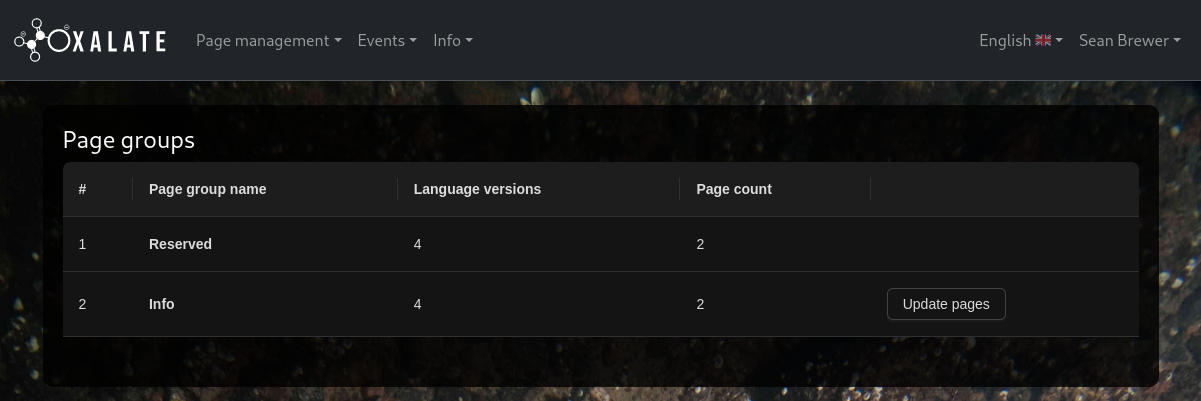 OXALATE Page management Events Info English Sean Brewer
Page groups
# Page group name Language versions Page count
1 Reserved 4 2
2 Info 4 2 Update pages